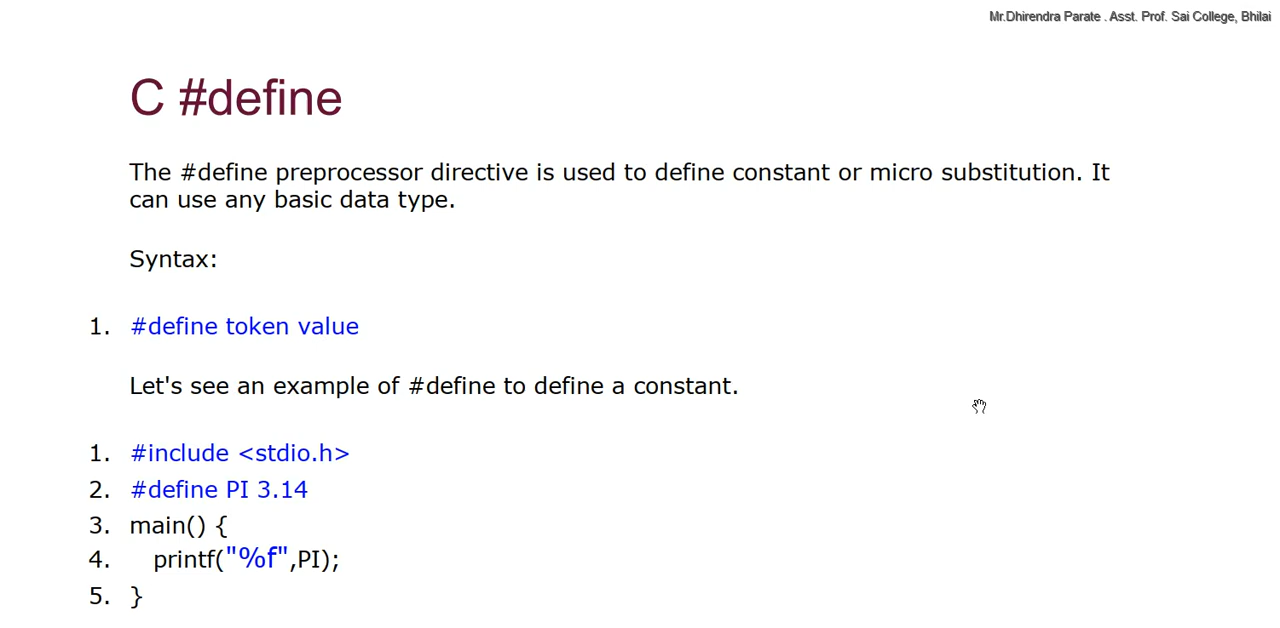 Mr.Dhirendra Parate . Asst. Prof. Sai College, Bhilai
C #define
The #define preprocessor directive is used to define constant or micro substitution. It
can use any basic data type.
Syntax:
1. #define token value
Let's see an example of #define to define a constant.
1. #include <stdio.h>
2. #define PI 3.14
3. main() {
4. printf("%f",PI);
5. }